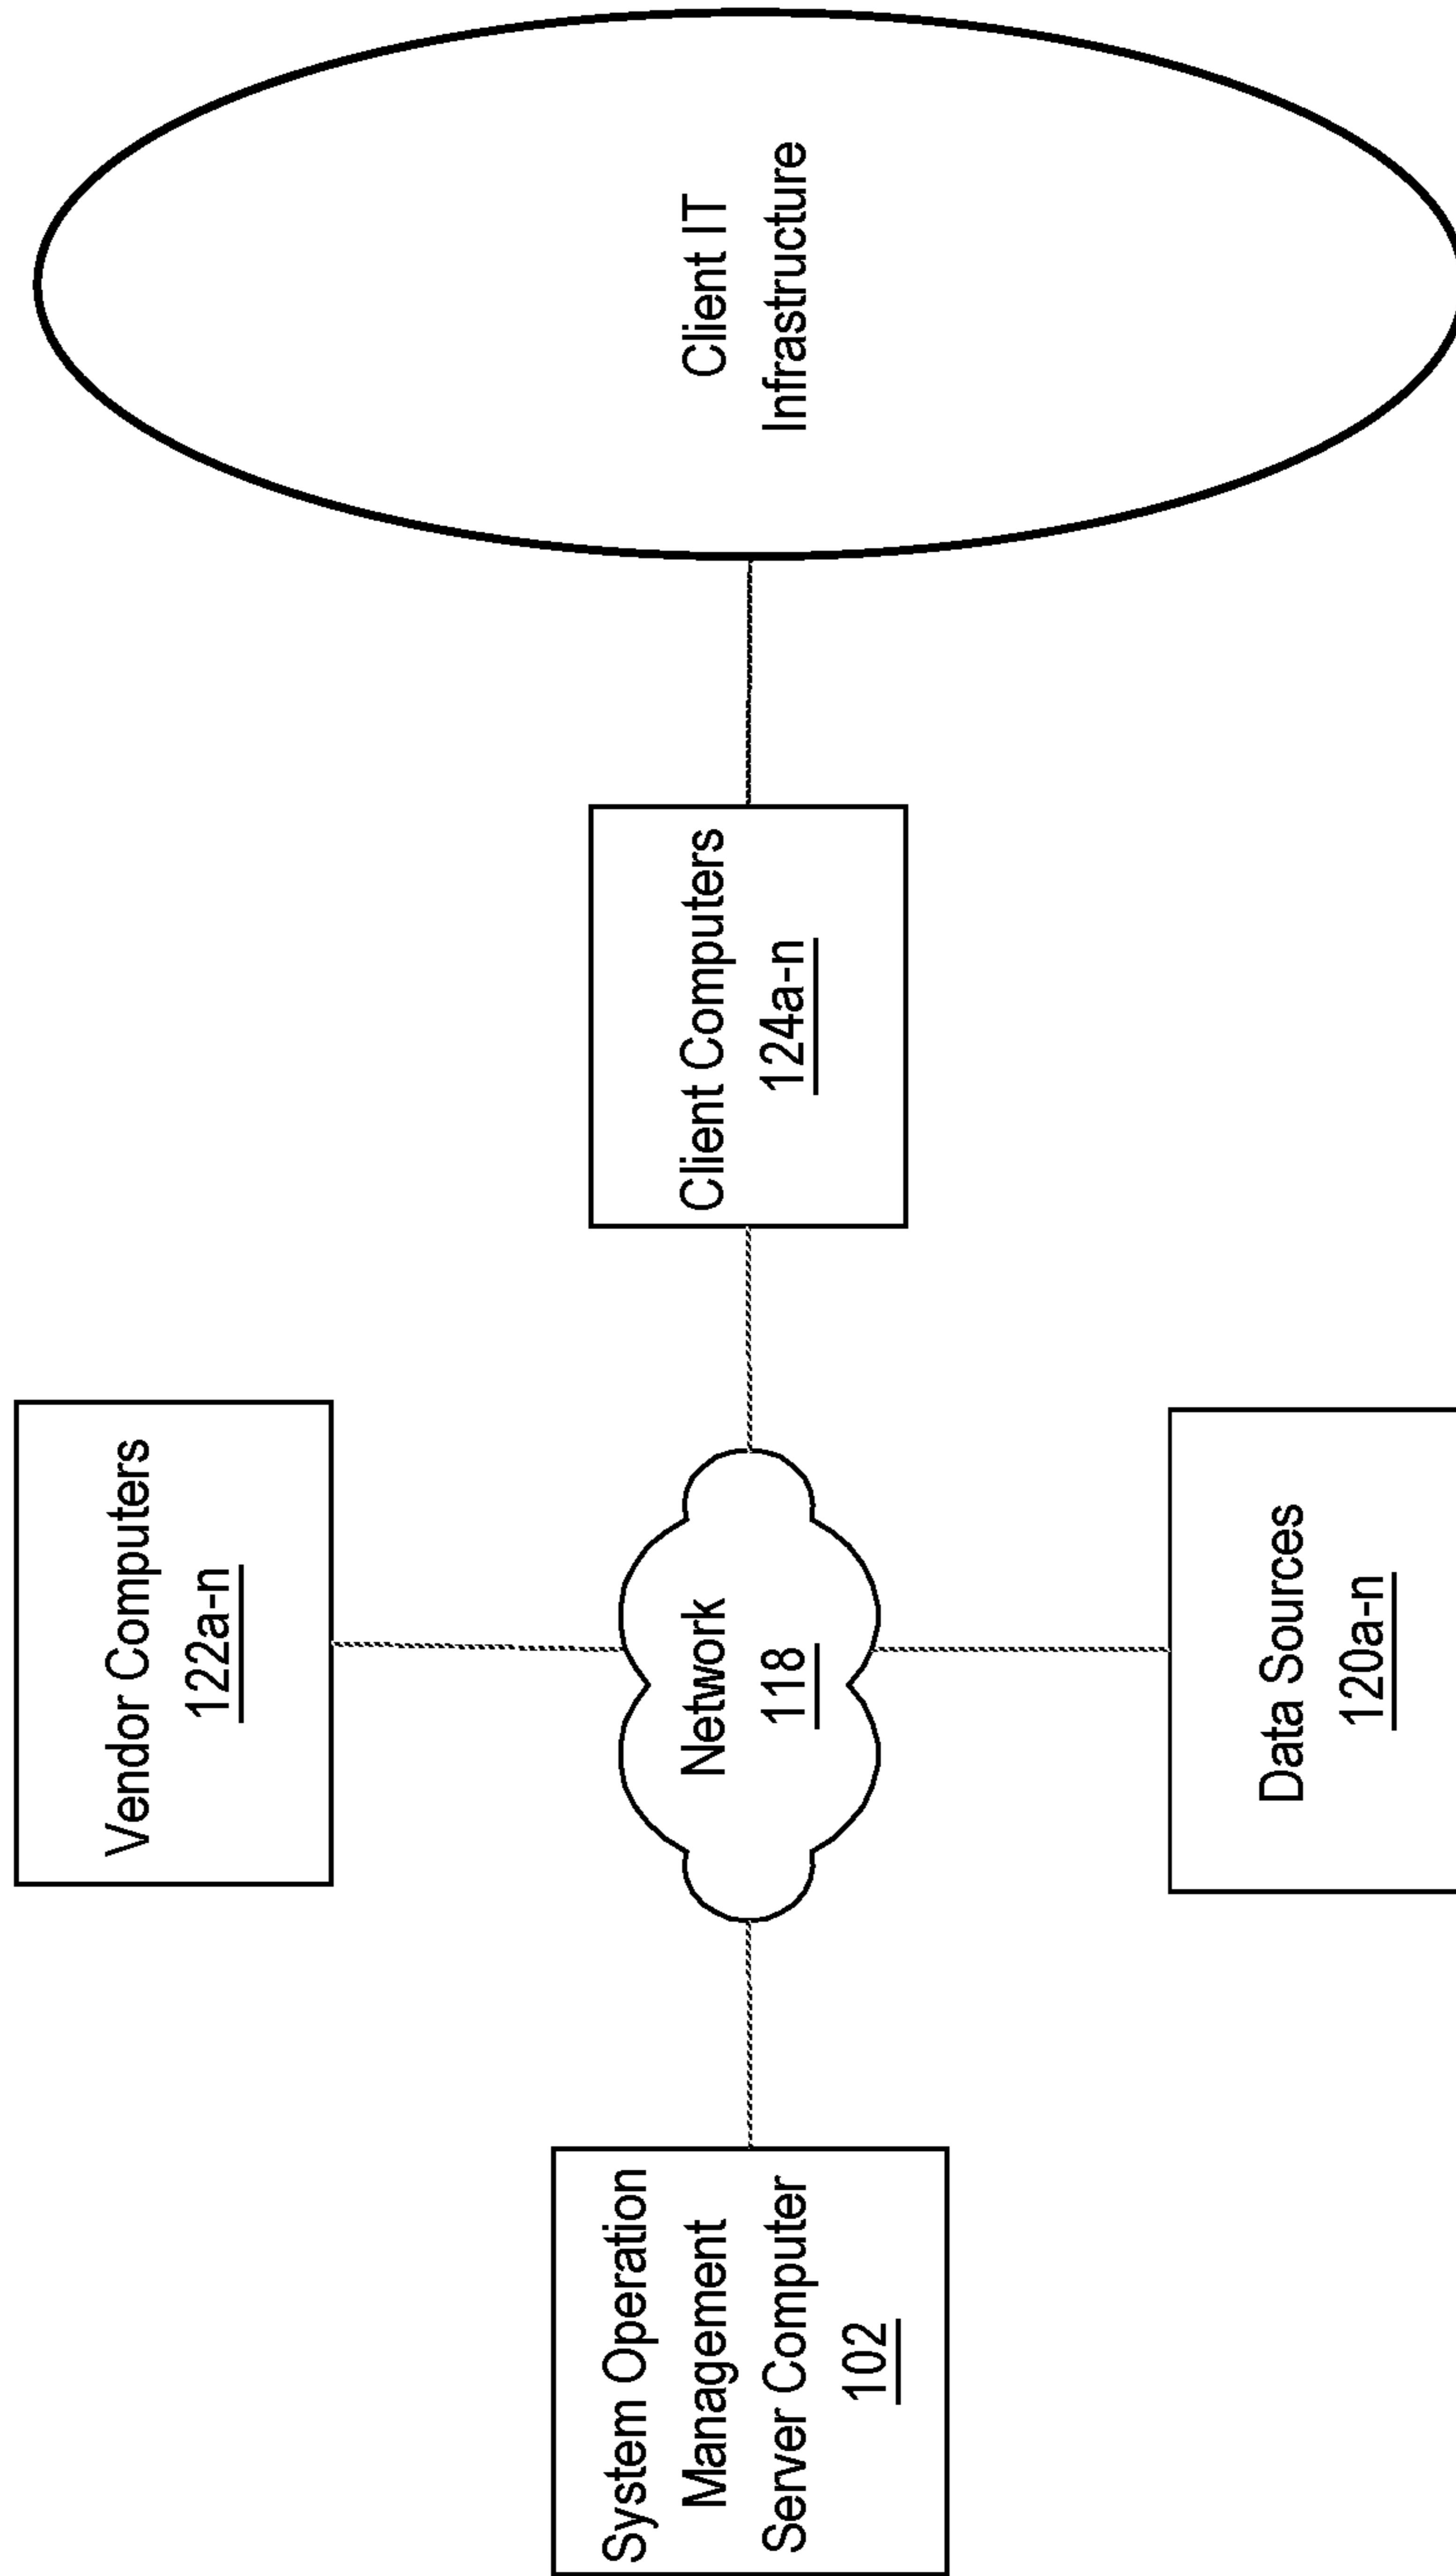 Vendor Computers
122a-n
System Operation
Management
Server Computer
102
Network
118
Client Computers
124a-n
Client IT
Infrastructure
Data Sources
120a-n